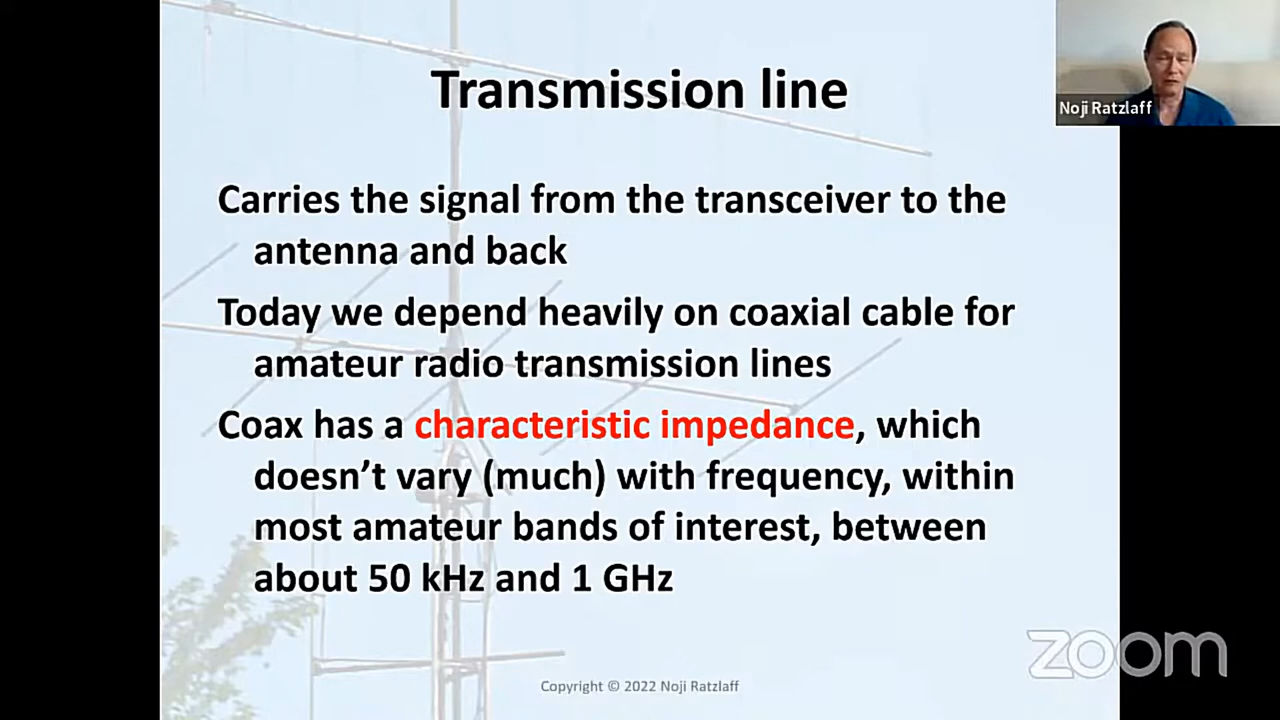 Transmission line
Noji Ratzlaff
Carries the signal from the transceiver to the
antenna and back
Today we depend heavily on coaxial cable for
amateur radio transmission lines
Coax has a characteristic impedance, which
doesn’t vary (much) with frequency, within
most amateur bands of interest, between
about 50 kHz and 1 GHz
zoom
Copyright © 2022 Noji Ratzlaff